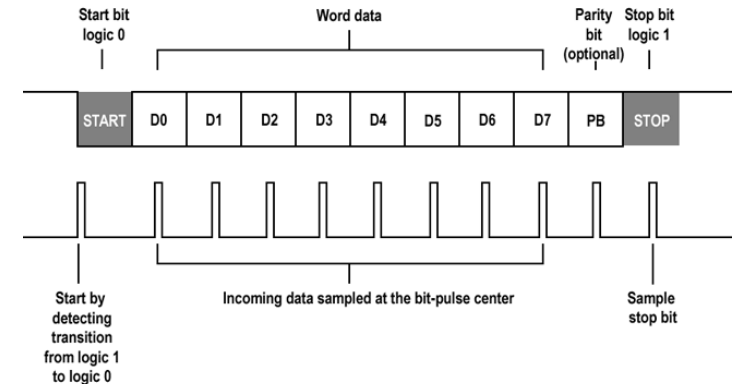 Start bit
logic 0
Word data
Parity
bit
(optional)
Stop bit
logic 1
START D0 D1 D2 D3 D4 D5 D6 D7 PB STOP
Start by
detecting
transition
from logic 1
to logic 0
Incoming data sampled at the bit-pulse center
Sample
stop bit